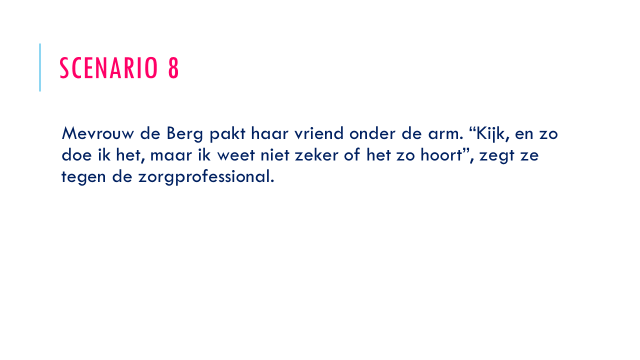 SCENARIO 8
Mevrouw de Berg pakt haar vriend onder de arm. “Kijk, en zo
doe ik het, maar ik weet niet zeker of het zo hoort”, zegt ze
tegen de zorgprofessional.